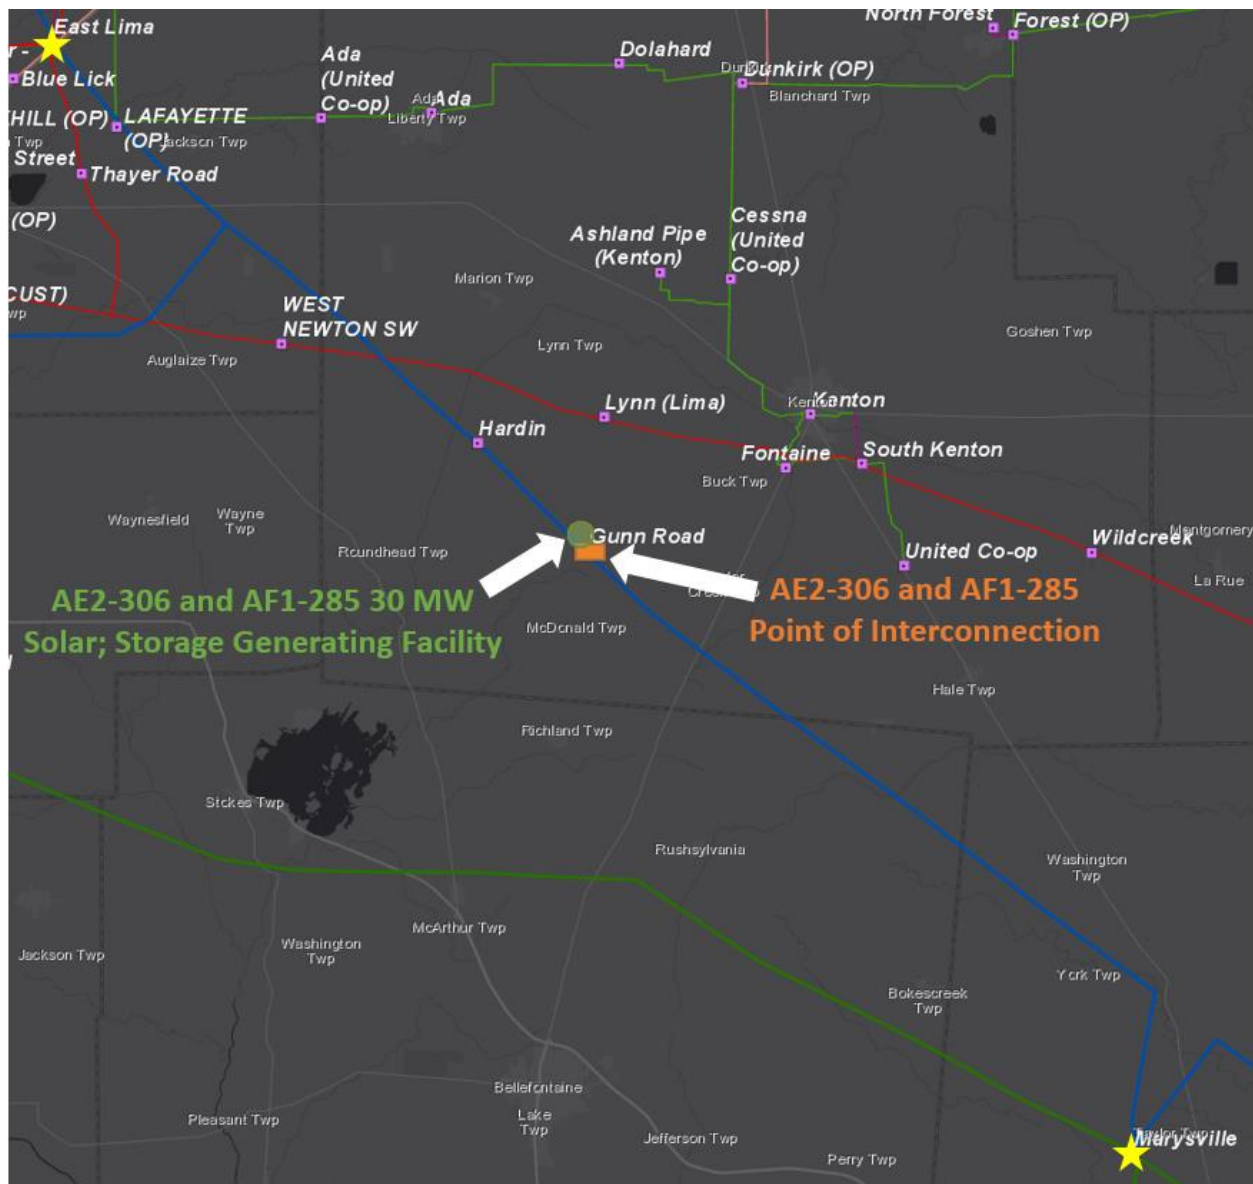 East Lima
North Forest
Forest (OP)
r -
Blue Lick
Ada
(United
Co-op)
Dolahard
Dunkirk (OP)
Blanchard Twp
Ada
Ada
Liberty Twp
HILL (OP)
LAFAYETTE
(OP)
Jackson Twp
n Twp
Street
Thayer Road
(OP)
Ashland Pipe
(Kenton)
Cessna
(United
Co-op)
Marion Twp
CUST)
wp
WEST
NEWTON SW
Auglaize Twp
Lynn Twp
Goshen Twp
Lynn (Lima)
Kenton
Kenton
Hardin
Fontaine
South Kenton
Buck Twp
Waynesfield
Wayne
Twp
Roundhead Twp
Gunn Road
United Co-op
Wildcreek
Montgomery
La Rue
AE2-306 and AF1-285 30 MW
Solar; Storage Generating Facility
AE2-306 and AF1-285
Point of Interconnection
McDonald Twp
Hale Twp
Richland Twp
Stokes Twp
Rushsylvania
Washington
Twp
McArthur Twp
Washington
Twp
Jackson Twp
York Twp
Bokescreek
Twp
Bellefontaine
Lake
Twp
Pleasant Twp
Jefferson Twp
Perry Twp
Taylor Twp
Marysville